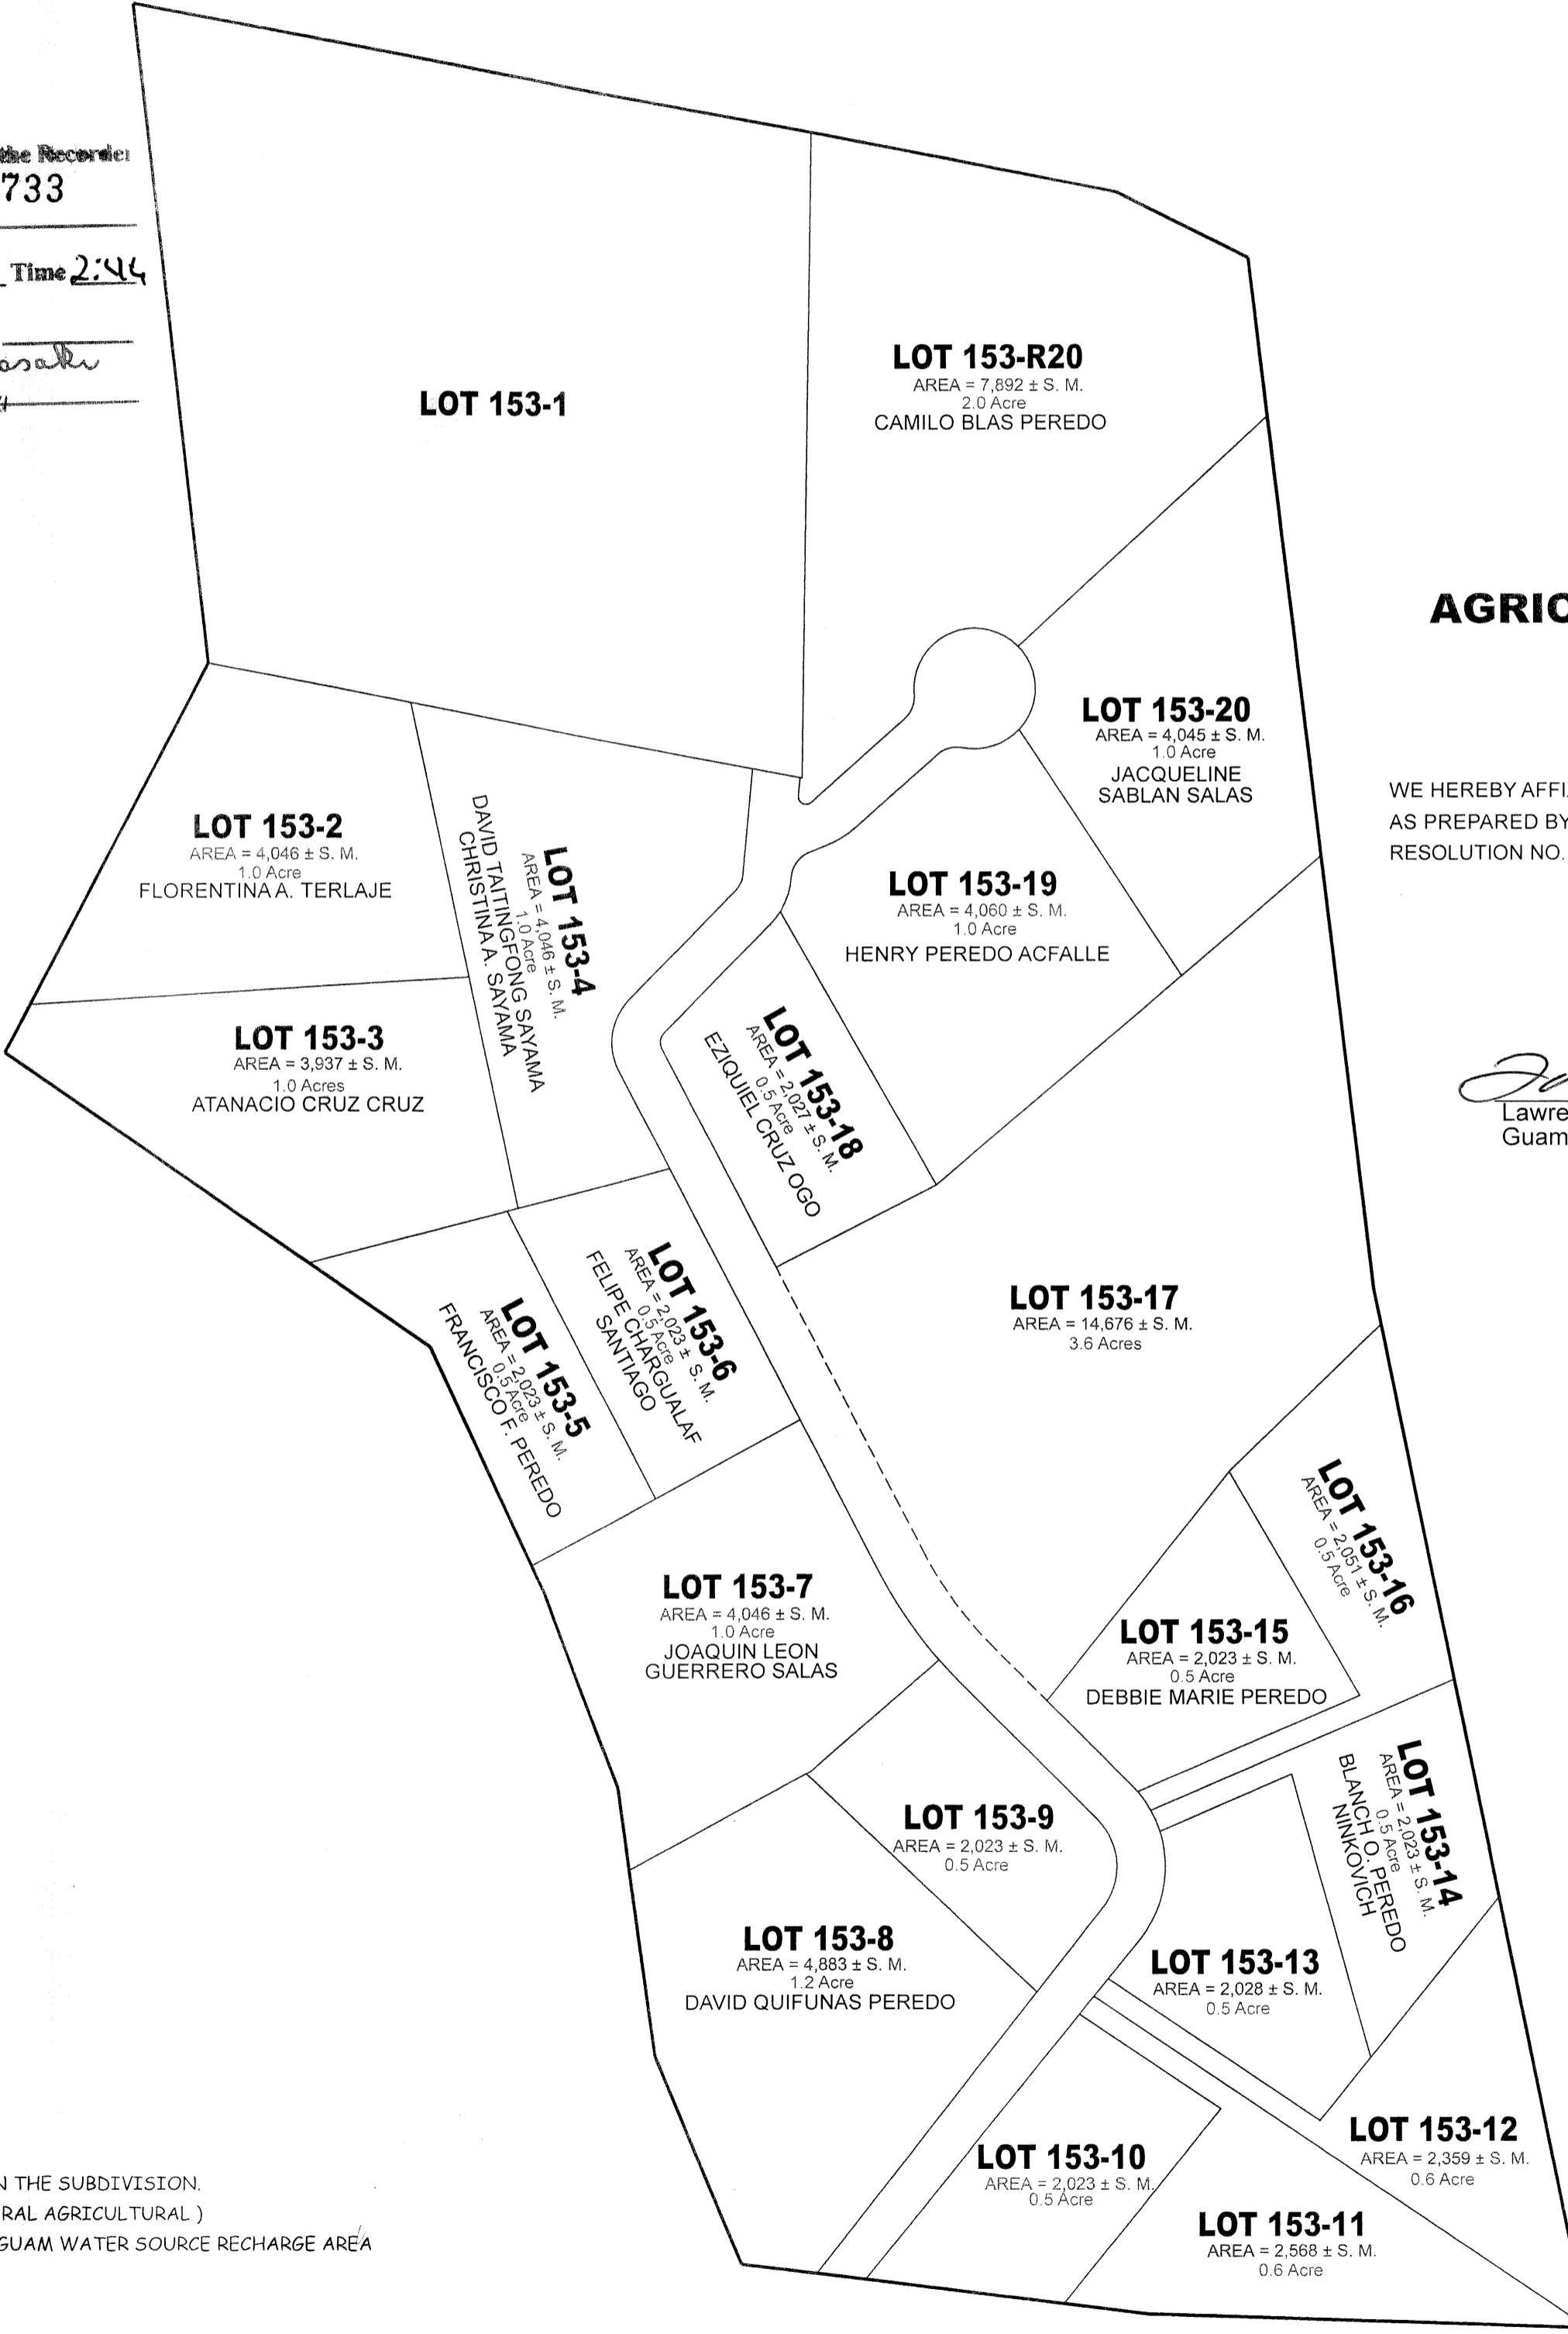 the Recorder
733
Time 2:44
asaki
LOT 153-1
LOT 153-R20
AREA = 7,892 ± S. M.
2.0 Acre
CAMILO BLAS PEREDO
AGRIC
LOT 153-20
AREA = 4,045 ± S. M.
1.0 Acre
JACQUELINE
SABLAN SALAS
WE HEREBY AFFI
AS PREPARED BY
RESOLUTION NO.
LOT 153-2
AREA = 4,046 ± S. M.
1.0 Acre
FLORENTINA A. TERLAJE
LOT 153-4
AREA = 4,046 ± S. M.
1.0 Acre
DAVID TAITINGFONG SAYAMA
CHRISTINA A. SAYAMA
LOT 153-19
AREA = 4,060 ± S. M.
1.0 Acre
HENRY PEREDO ACFALLE
LOT 153-3
AREA = 3,937 ± S. M.
1.0 Acres
ATANACIO CRUZ CRUZ
LOT 153-18
AREA = 2,027 ± S. M.
0.5 Acre
EZIQUIEL CRUZ OGO
Lawre
Guam
LOT 153-17
AREA = 14,676 ± S. M.
3.6 Acres
LOT 153-6
AREA = 2,023 ± S. M.
0.5 Acre
FELIPE CHARGUALAF
SANTIAGO
LOT 153-5
AREA = 2,023 ± S. M.
0.5 Acre
FRANCISCO F. PEREDO
LOT 153-16
AREA = 2,051 ± S. M.
0.5 Acre
LOT 153-7
AREA = 4,046 ± S. M.
1.0 Acre
JOAQUIN LEON
GUERRERO SALAS
LOT 153-15
AREA = 2,023 ± S. M.
0.5 Acre
DEBBIE MARIE PEREDO
LOT 153-14
AREA = 2,023 ± S. M.
0.5 Acre
BLANCH O. PEREDO
NINKOVICH
LOT 153-9
AREA = 2,023 ± S. M.
0.5 Acre
LOT 153-8
AREA = 4,883 ± S. M.
1.2 Acre
DAVID QUIFUNAS PEREDO
LOT 153-13
AREA = 2,028 ± S. M.
0.5 Acre
LOT 153-12
AREA = 2,359 ± S. M.
0.6 Acre
LOT 153-10
AREA = 2,023 ± S. M.
0.5 Acre
LOT 153-11
AREA = 2,568 ± S. M.
0.6 Acre
N THE SUBDIVISION.
RAL AGRICULTURAL )
GUAM WATER SOURCE RECHARGE AREA